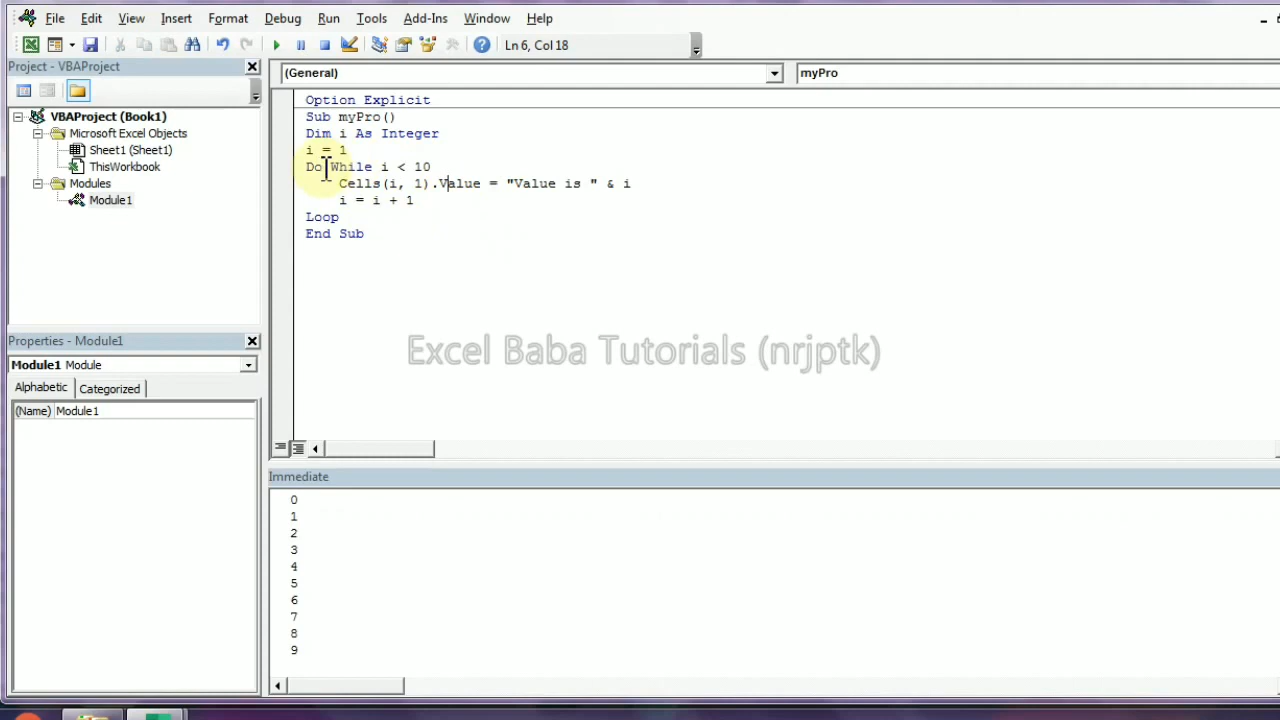 File Edit View Insert Format Debug Run Tools Add-Ins Window Help
Ln 6, Col 18
Project - VBAProject
(General)
myPro
VBAProject (Book1)
Microsoft Excel Objects
Sheet1 (Sheet1)
ThisWorkbook
Modules
Module1
Option Explicit
Sub myPro()
Dim i As Integer
i = 1
Do While i < 10
Cells(i, 1).Value = "Value is " & i
i = i + 1
Loop
End Sub
Excel Baba Tutorials (nrjptk)
Properties - Module1
Module1 Module
Alphabetic Categorized
(Name) Module1
Immediate
0
1
2
3
4
5
6
7
8
9